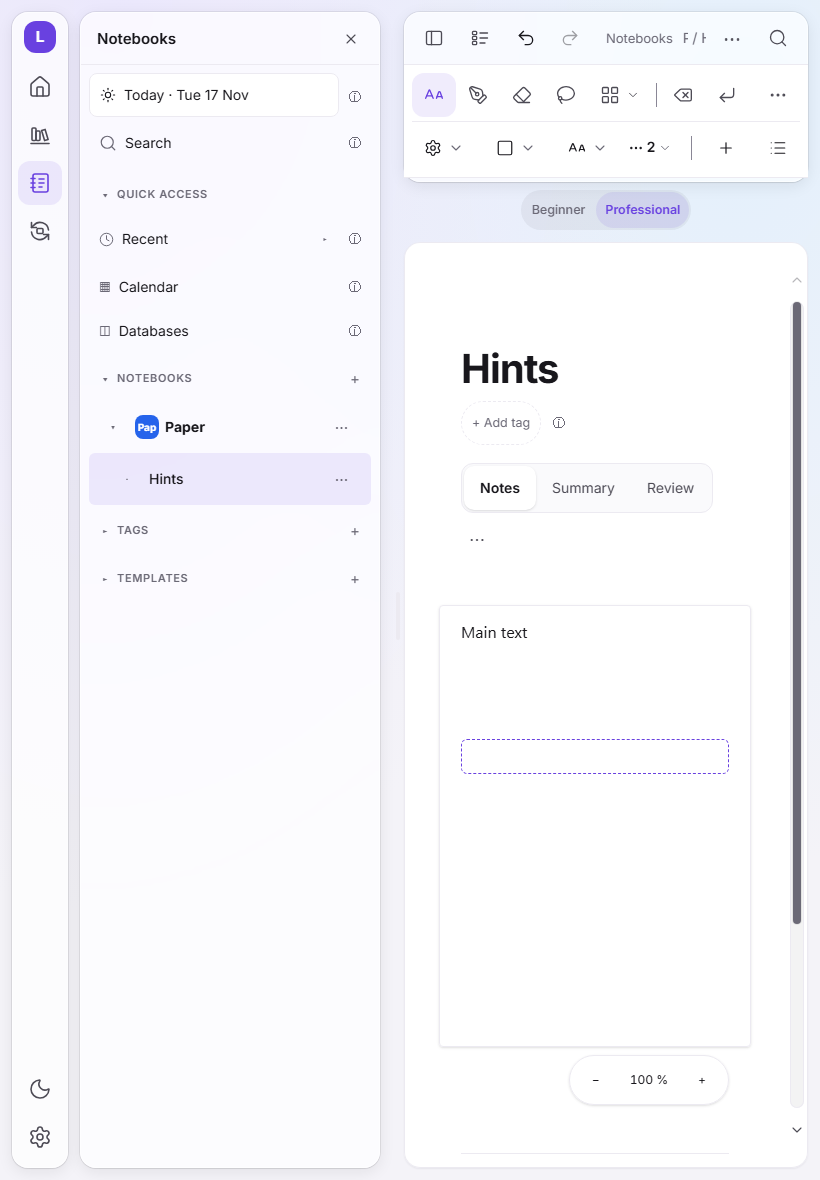 L
Notebooks
Today · Tue 17 Nov
Search
QUICK ACCESS
Recent
Calendar
Databases
NOTEBOOKS
Pap Paper
Hints
TAGS
TEMPLATES
Notebooks / 
2
Beginner Professional
Hints
+ Add tag
Notes Summary Review
Main text
− 100 % +